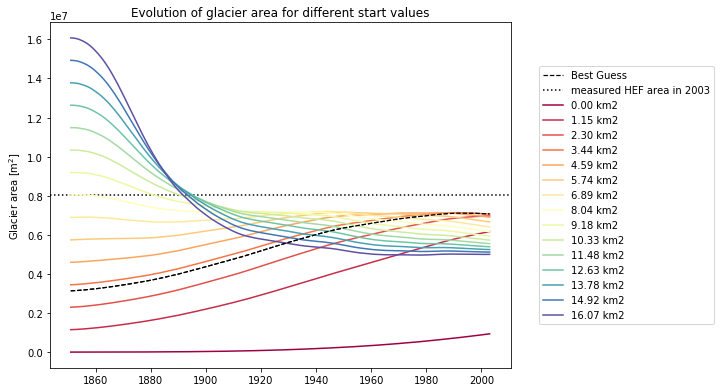 Evolution of glacier area for different start values
1e7
Glacier area [m²]
1.6
1.4
1.2
1.0
0.8
0.6
0.4
0.2
0.0
1860 1880 1900 1920 1940 1960 1980 2000
Best Guess
measured HEF area in 2003
0.00 km2
1.15 km2
2.30 km2
3.44 km2
4.59 km2
5.74 km2
6.89 km2
8.04 km2
9.18 km2
10.33 km2
11.48 km2
12.63 km2
13.78 km2
14.92 km2
16.07 km2